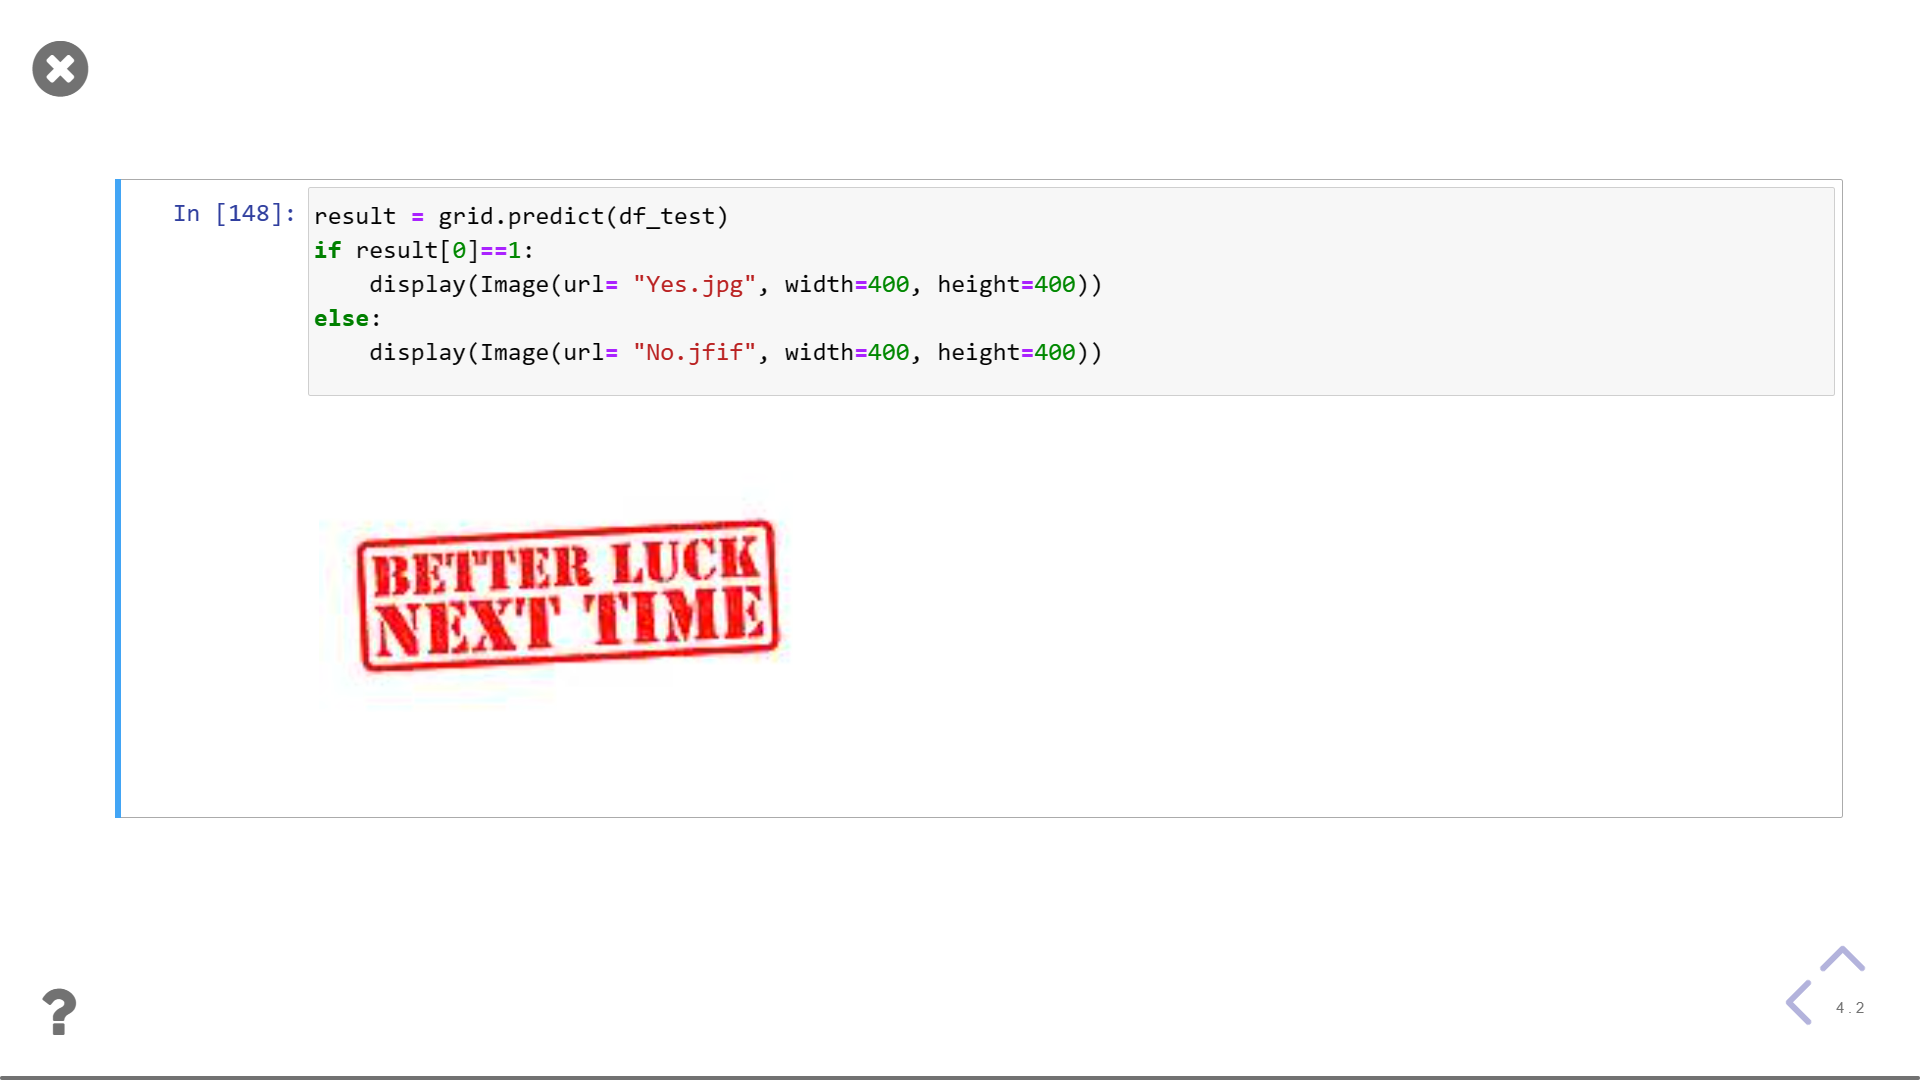 In [148]:
result = grid.predict(df_test)
if result[0]==1:
    display(Image(url= "Yes.jpg", width=400, height=400))
else:
    display(Image(url= "No.jfif", width=400, height=400))
BETTER LUCK
NEXT TIME
?
4.2